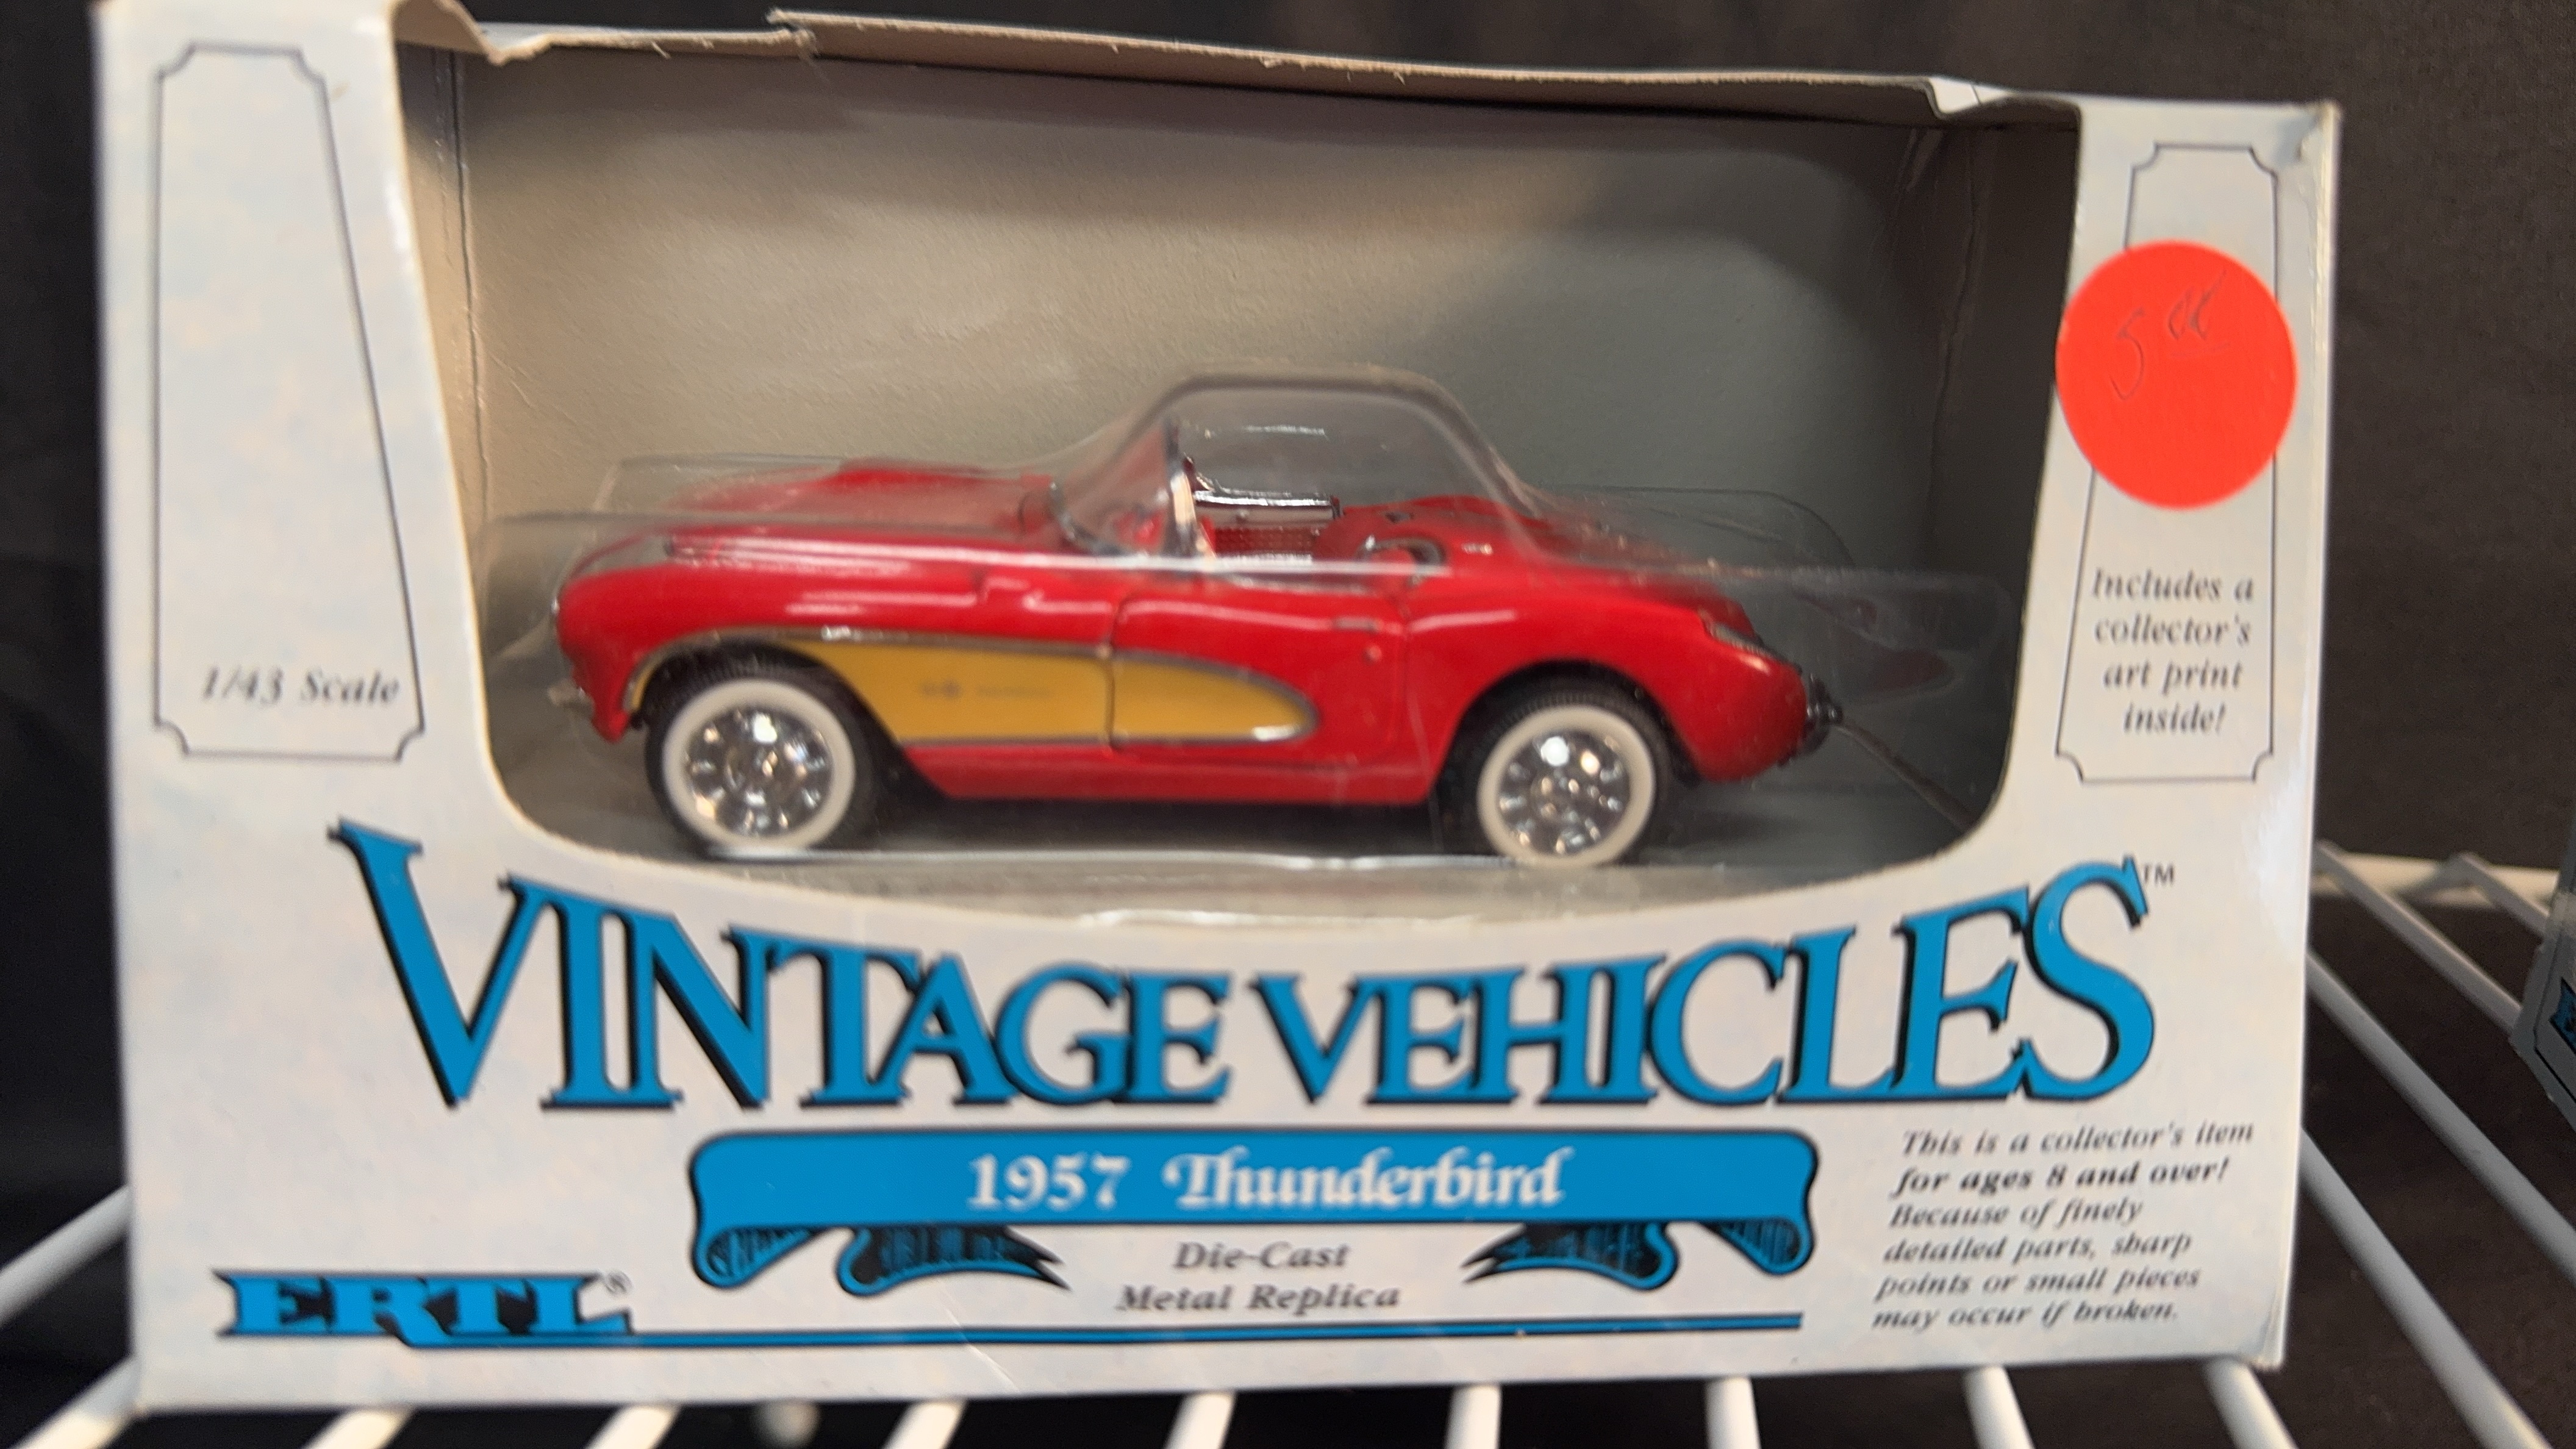 5.00
1/43 Scale
Includes a
collector's
art print
inside!
VINTAGE VEHICLES™
1957 Thunderbird
Die-Cast
Metal Replica
ERTL®
This is a collector's item
for ages 8 and over!
Because of finely
detailed parts, sharp
points or small pieces
may occur if broken.